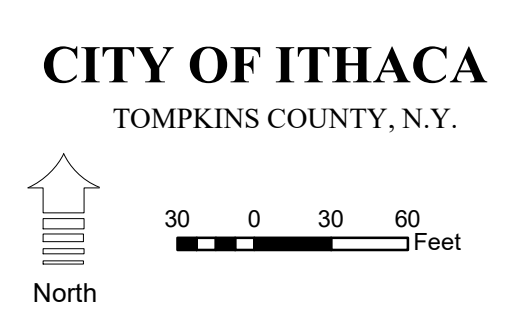 CITY OF ITHACA
TOMPKINS COUNTY, N.Y.
30 0 30 60
Feet
North